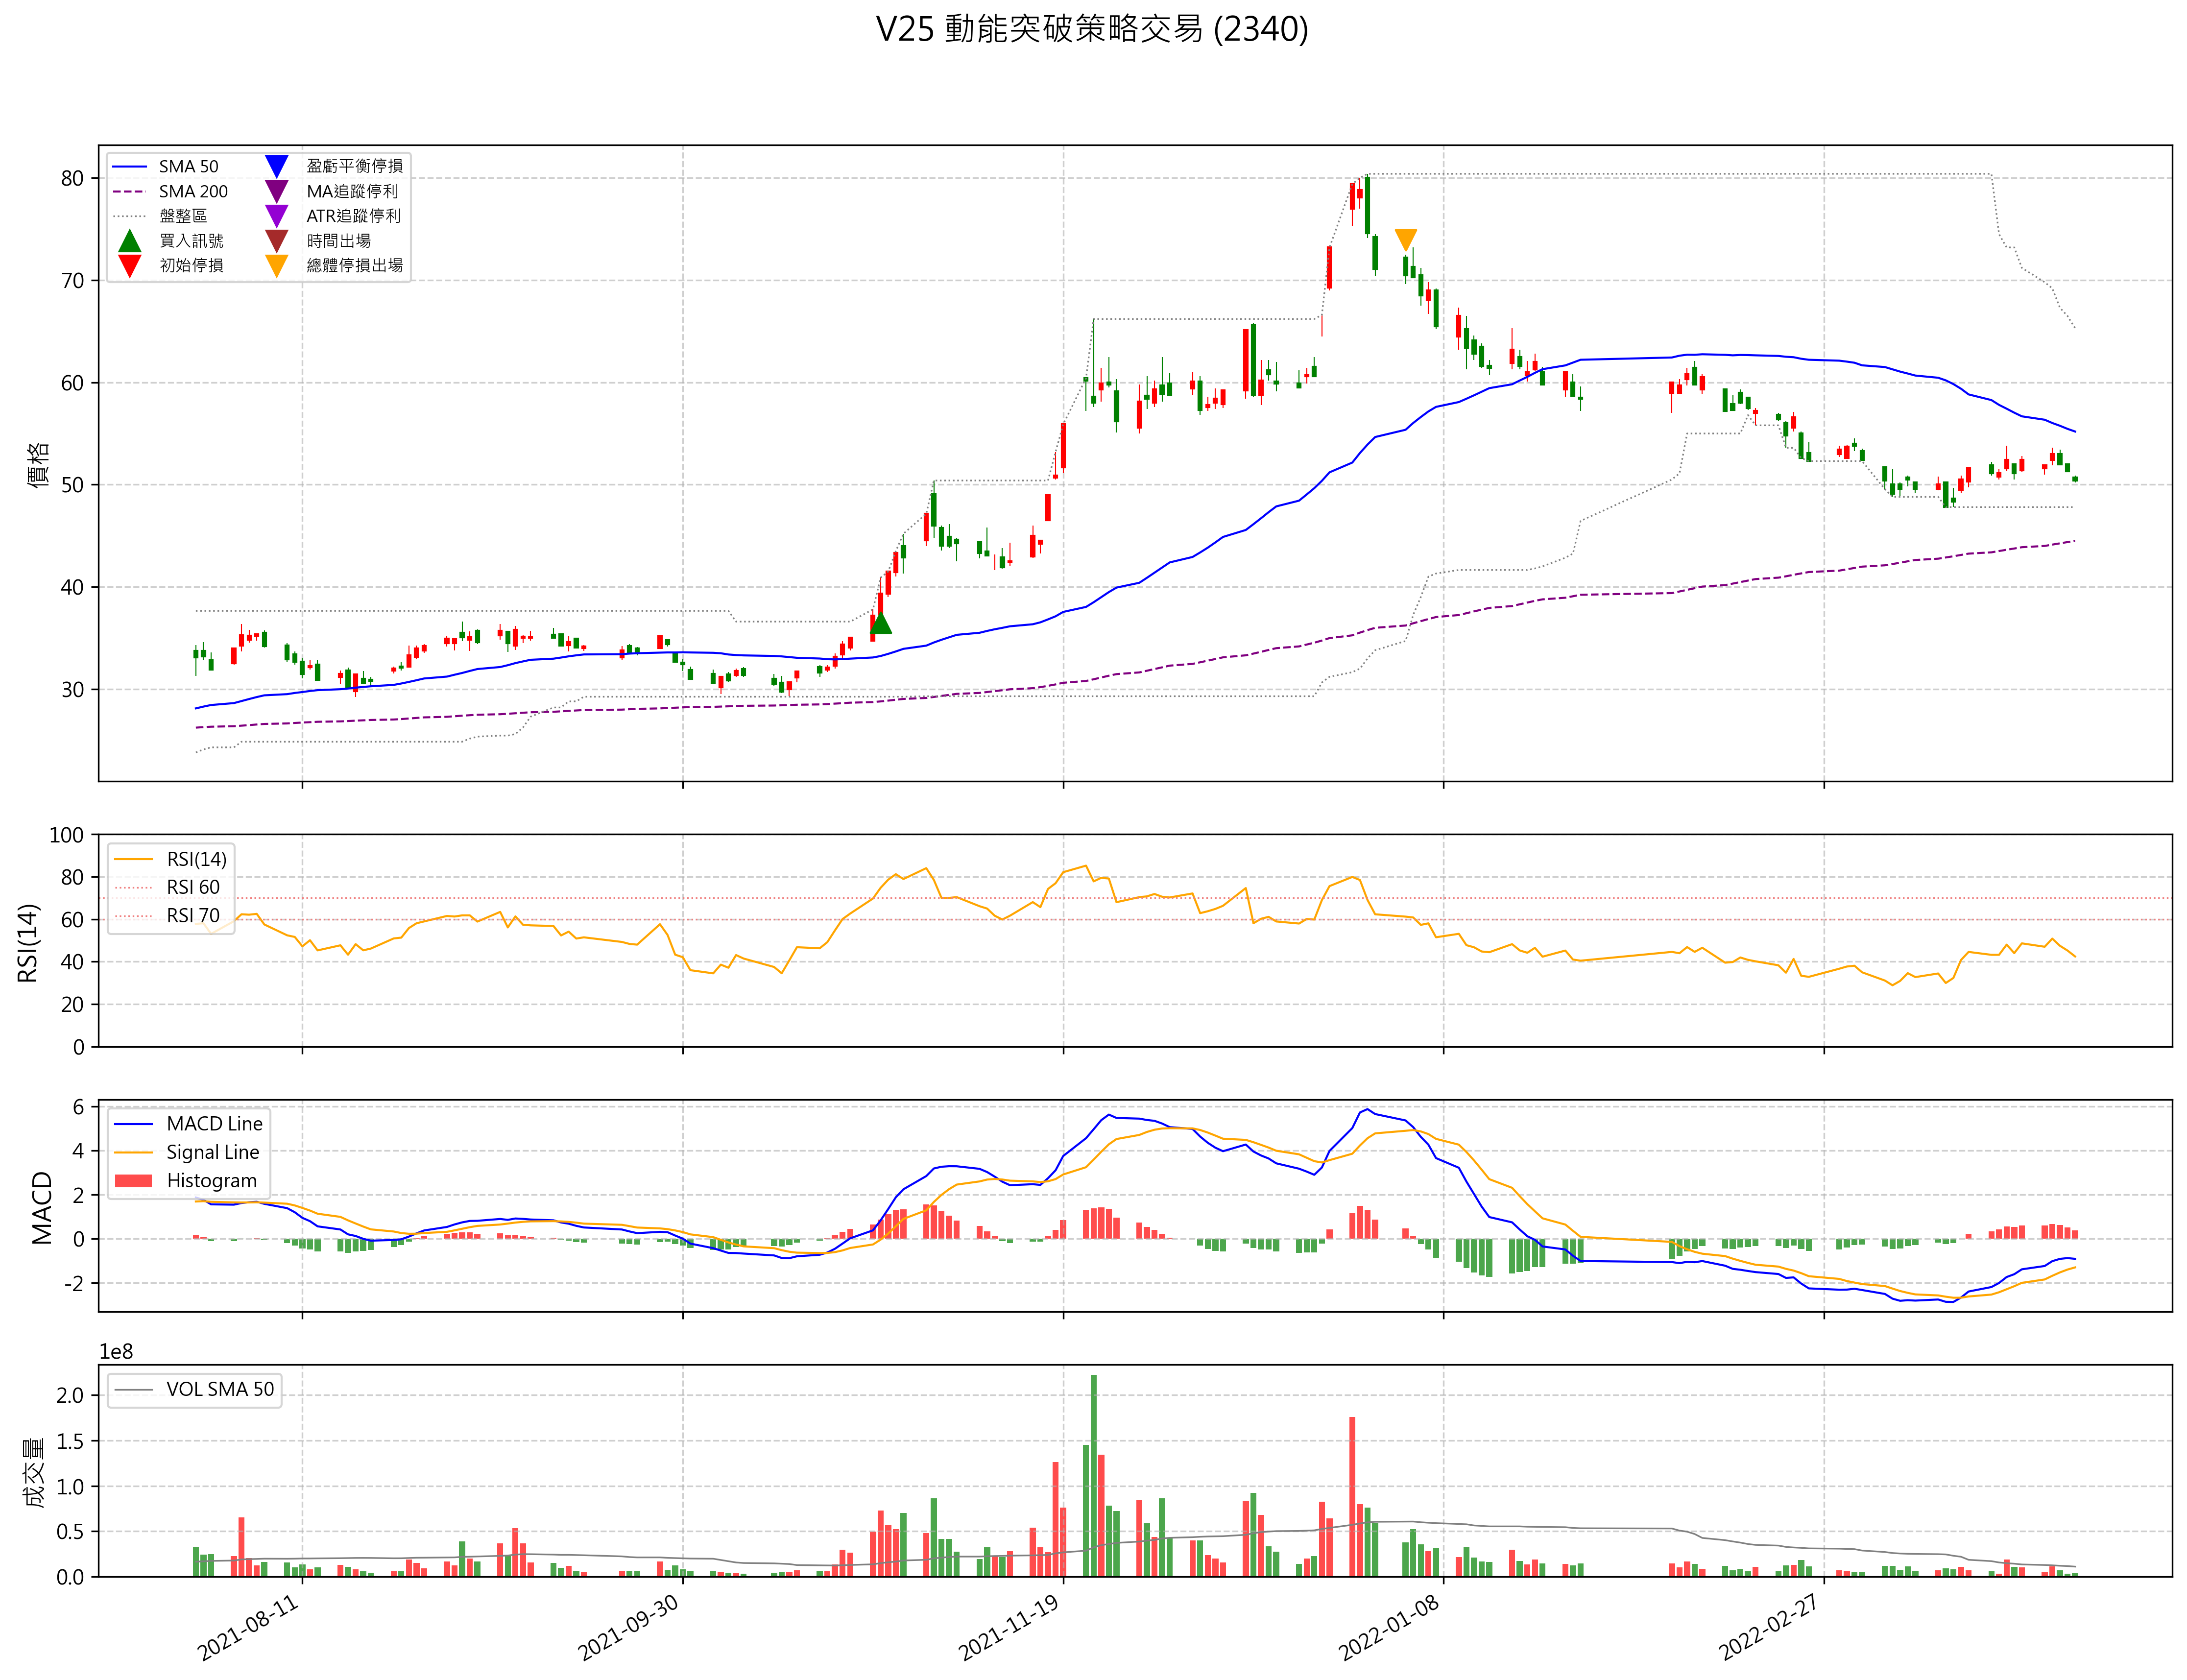 V25 動能突破策略交易 (2340)
SMA 50
SMA 200
盤整區
買入訊號
初始停損
盈虧平衡停損
MA追蹤停利
ATR追蹤停利
時間出場
總體停損出場
價格
80
70
60
50
40
30
RSI(14)
RSI 60
RSI 70
RSI(14)
100
80
60
40
20
0
MACD Line
Signal Line
Histogram
MACD
6
4
2
0
-2
1e8
VOL SMA 50
成交量
2.0
1.5
1.0
0.5
0.0
2021-08-11
2021-09-30
2021-11-19
2022-01-08
2022-02-27